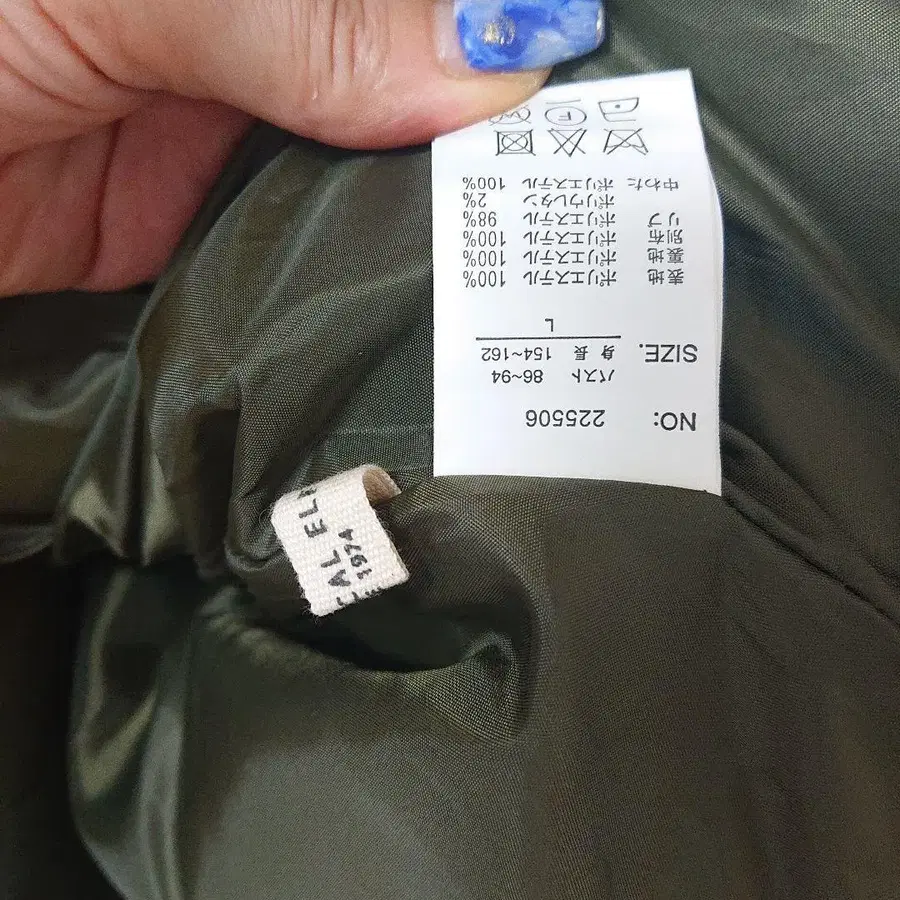 NO: 225506
バスト 86~94
SIZE. 身長 154~162
L
表地 ポリエステル 100%
裏地 ポリエステル 100%
別布 ポリエステル 100%
リブ ポリエステル 98%
ポリウレタン 2%
中わた ポリエステル 100%
F
1974